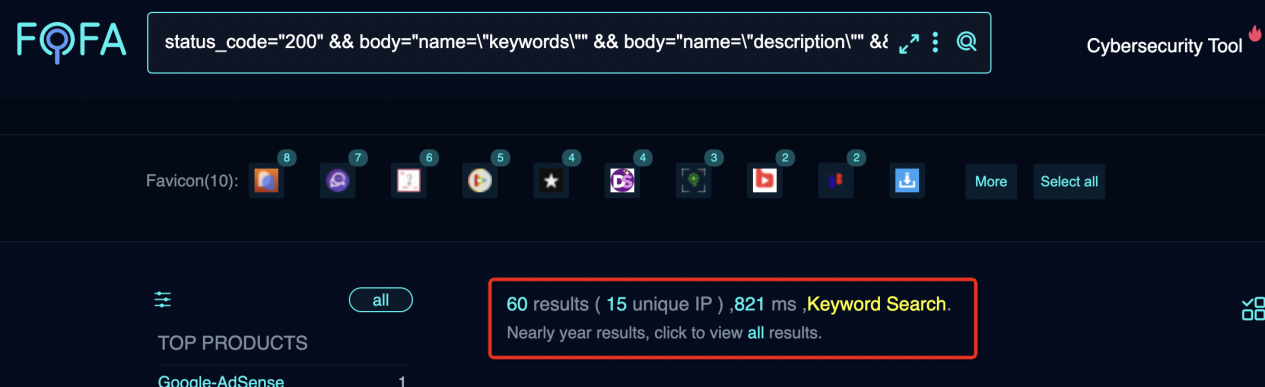 FOFA
status_code="200" && body="name=\"keywords\"" && body="name=\"description\"" &&
Cybersecurity Tool
8 7 6 5 4 4 3 2 2
Favicon(10):
DS
More
Select all
all
60 results ( 15 unique IP ) ,821 ms ,Keyword Search.
Nearly year results, click to view all results.
TOP PRODUCTS
Google-AdSense 1